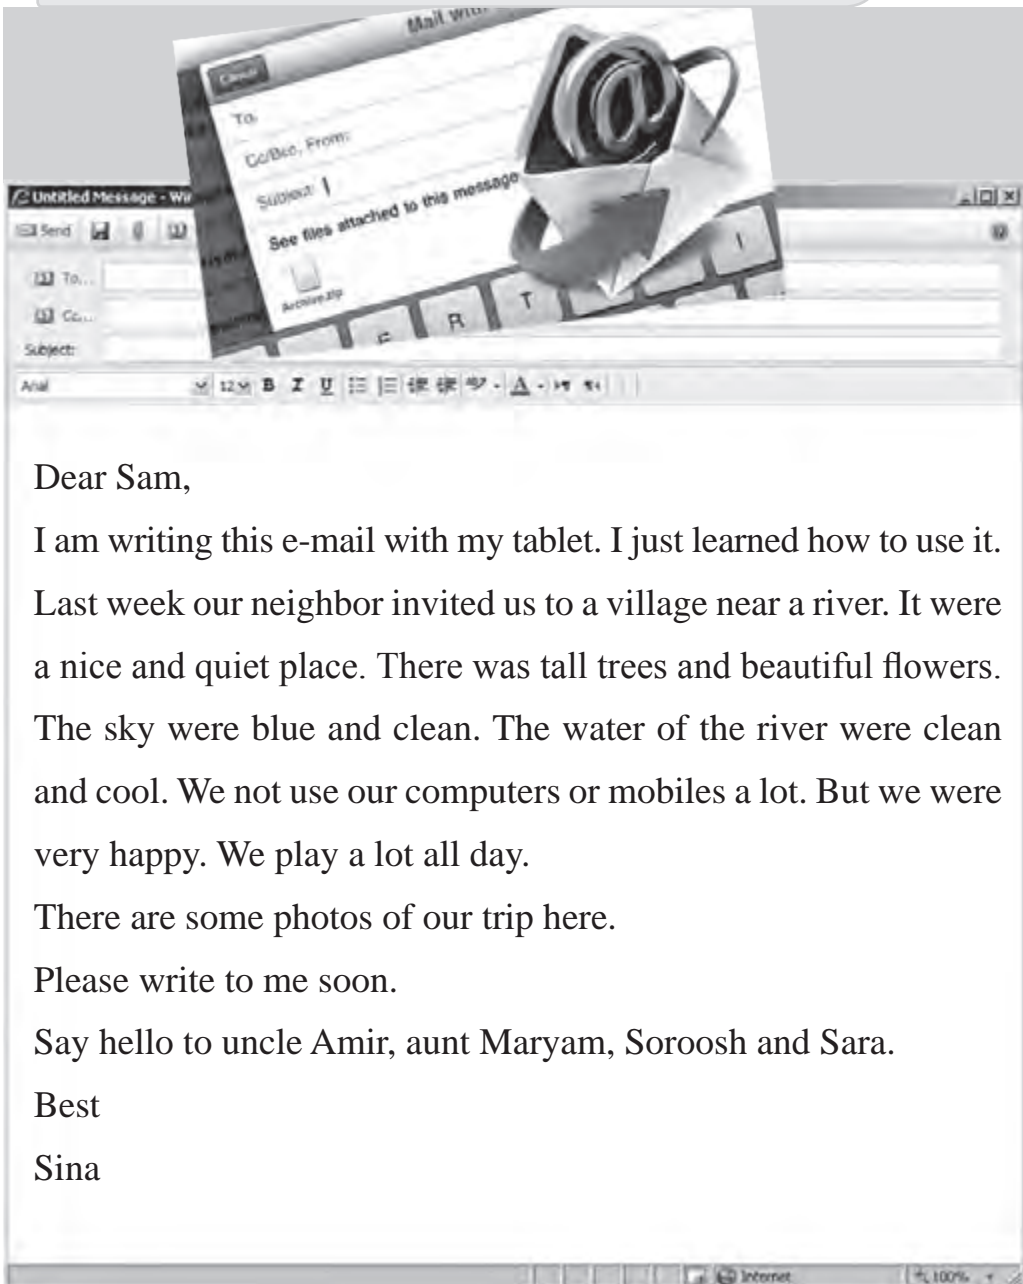 Mail with
Cancel
To:
Cc/Bcc, From:
Subject:
See files attached to this message
Archive.zip
E R T I
Untitled Message - Wi
Send
To...
Cc...
Subject:
Arial 12 B I U A
Dear Sam,
I am writing this e-mail with my tablet. I just learned how to use it.
Last week our neighbor invited us to a village near a river. It were
a nice and quiet place. There was tall trees and beautiful flowers.
The sky were blue and clean. The water of the river were clean
and cool. We not use our computers or mobiles a lot. But we were
very happy. We play a lot all day.
There are some photos of our trip here.
Please write to me soon.
Say hello to uncle Amir, aunt Maryam, Soroosh and Sara.
Best
Sina
Internet 100%